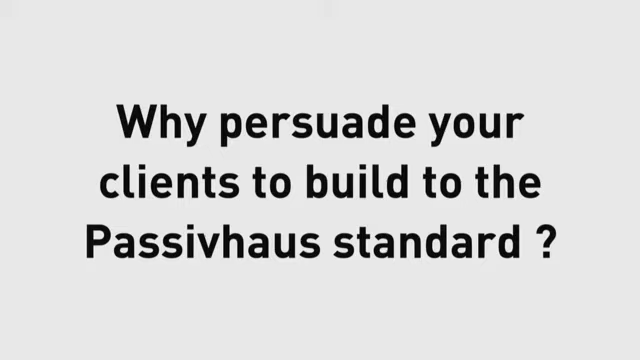 Why persuade your
clients to build to the
Passivhaus standard ?